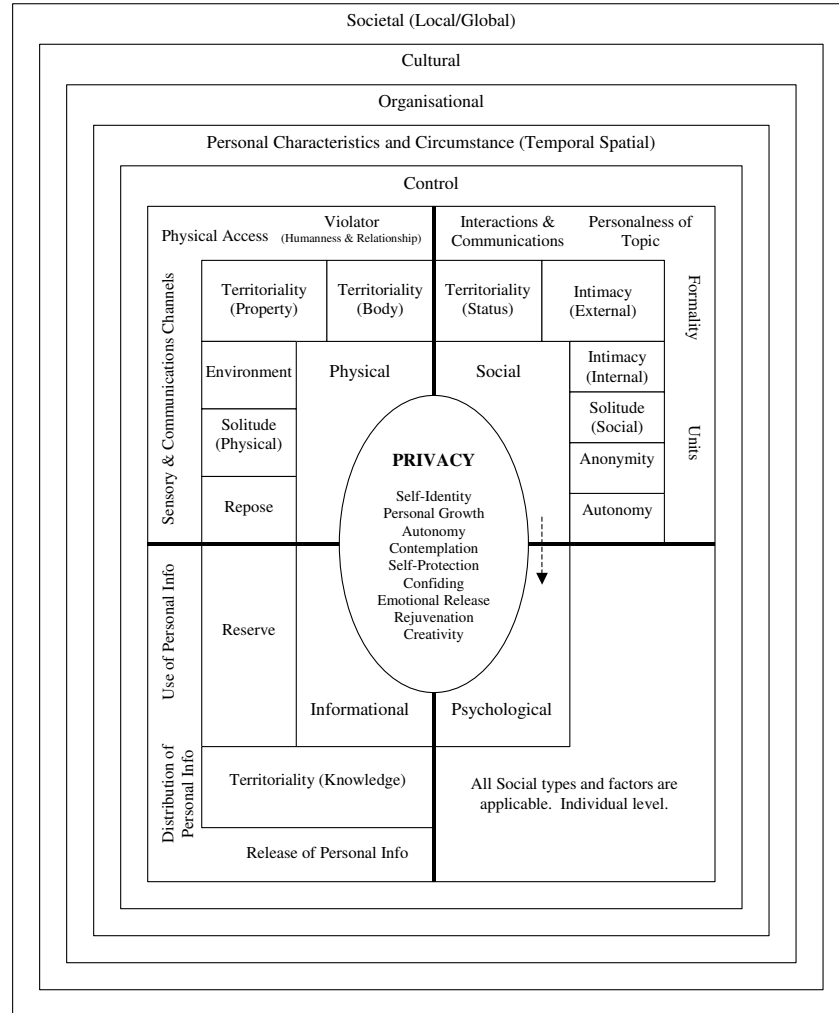 Societal (Local/Global)
Cultural
Organisational
Personal Characteristics and Circumstance (Temporal Spatial)
Control
Physical Access
Violator
(Humanness & Relationship)
Interactions &
Communications
Personalness of
Topic
Sensory & Communications Channels
Territoriality
(Property)
Territoriality
(Body)
Territoriality
(Status)
Intimacy
(External)
Formality
Environment
Physical
Social
Intimacy
(Internal)
Solitude
(Physical)
Solitude
(Social)
Units
Anonymity
Repose
Autonomy
PRIVACY
Self-Identity
Personal Growth
Autonomy
Contemplation
Self-Protection
Confiding
Emotional Release
Rejuvenation
Creativity
Use of Personal Info
Reserve
Informational
Psychological
Distribution of
Personal Info
Territoriality (Knowledge)
Release of Personal Info
All Social types and factors are
applicable. Individual level.